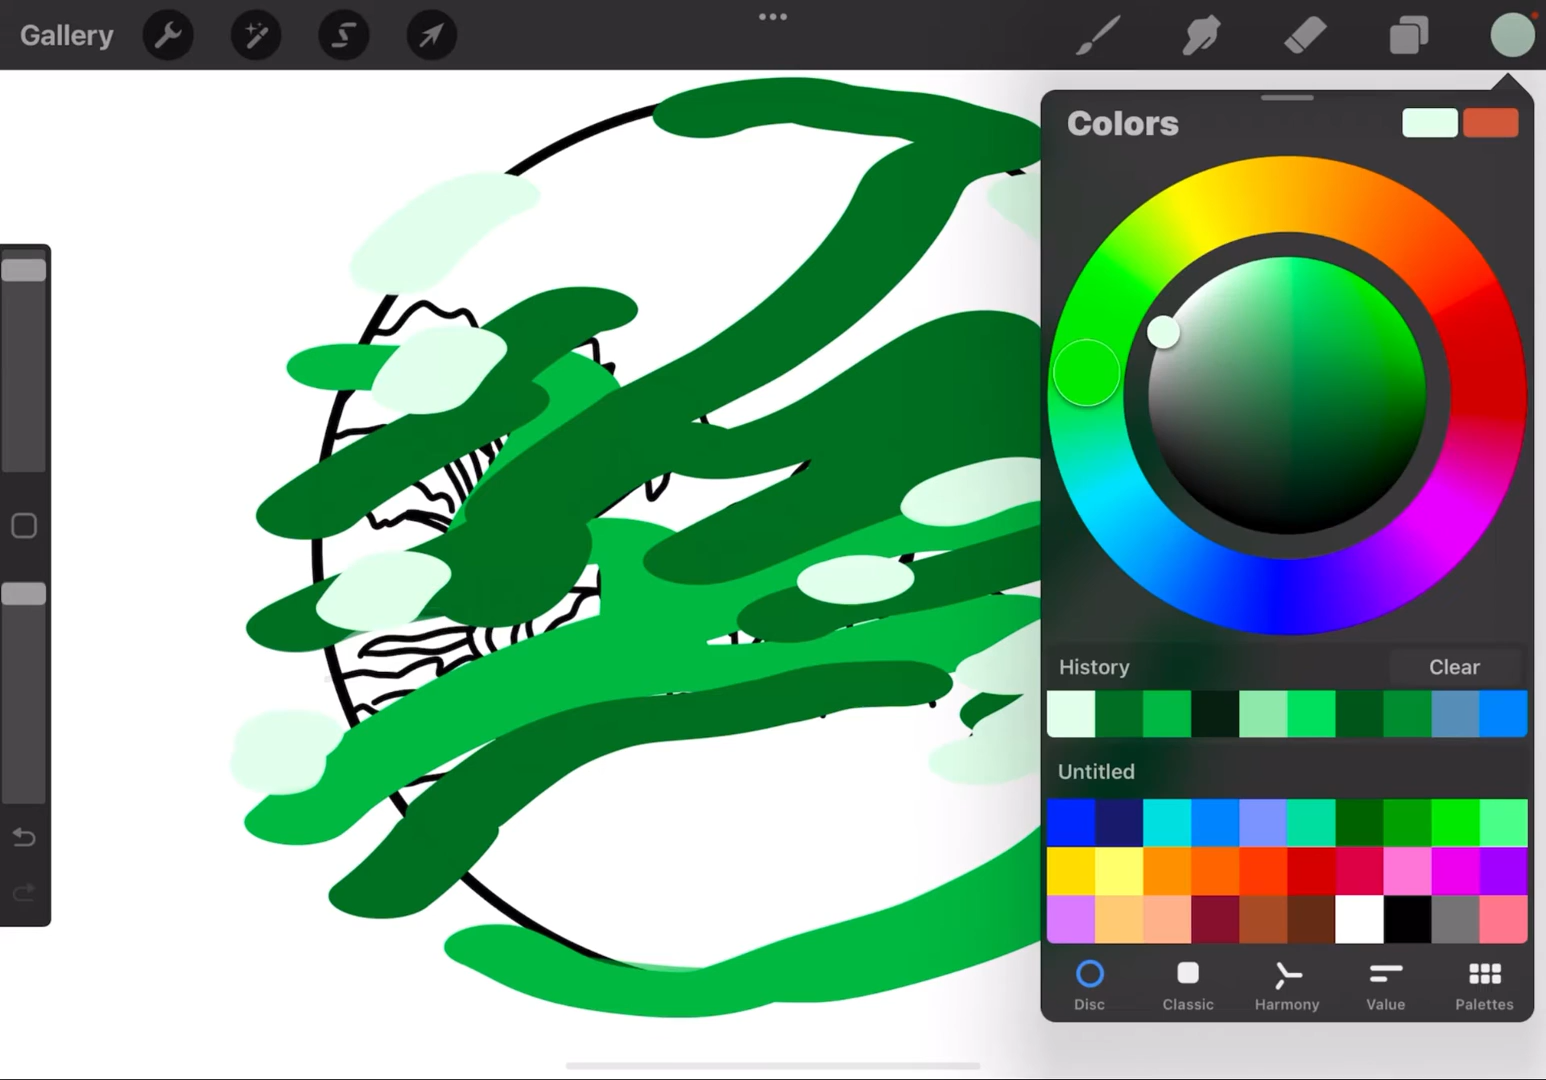 Gallery
Colors
History
Clear
Untitled
Disc
Classic
Harmony
Value
Palettes